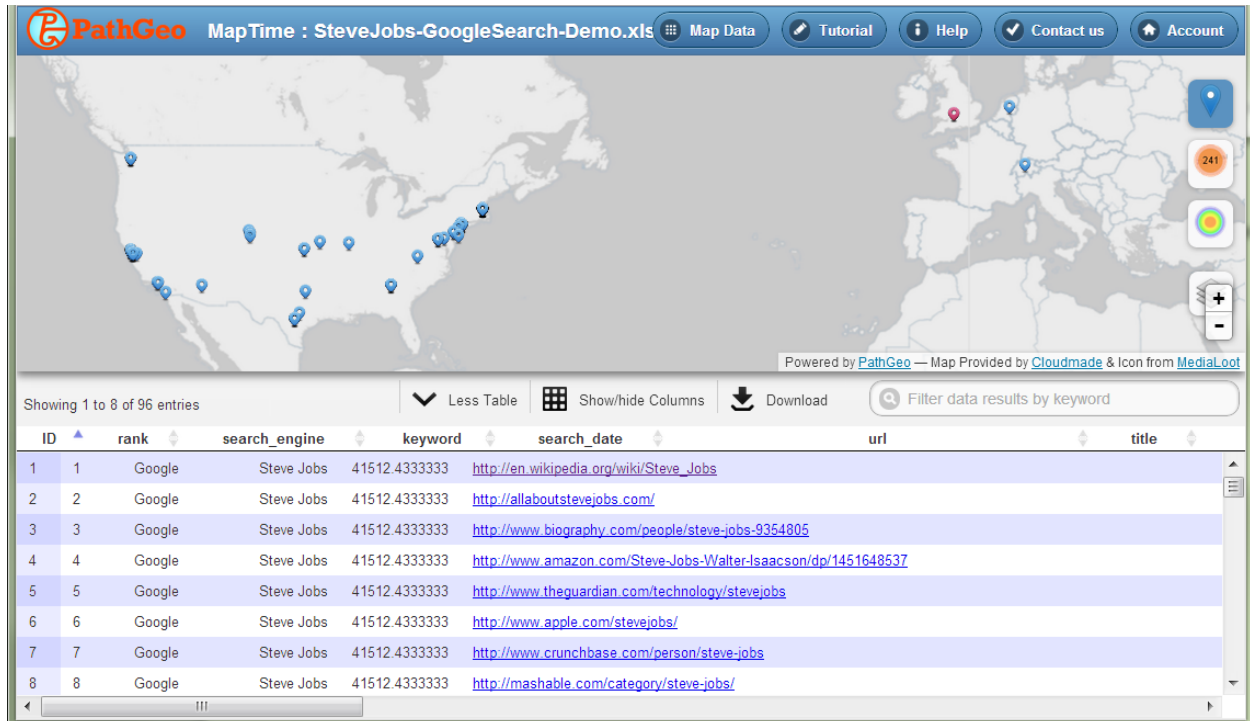 PathGeo MapTime : SteveJobs-GoogleSearch-Demo.xls Map Data Tutorial Help Contact us Account
241
+
-
Powered by PathGeo — Map Provided by Cloudmade & Icon from MediaLoot
Showing 1 to 8 of 96 entries Less Table Show/hide Columns Download Filter data results by keyword
ID rank search_engine keyword search_date url title
1 1 Google Steve Jobs 41512.4333333 http://en.wikipedia.org/wiki/Steve_Jobs
2 2 Google Steve Jobs 41512.4333333 http://allaboutstevejobs.com/
3 3 Google Steve Jobs 41512.4333333 http://www.biography.com/people/steve-jobs-9354805
4 4 Google Steve Jobs 41512.4333333 http://www.amazon.com/Steve-Jobs-Walter-Isaacson/dp/1451648537
5 5 Google Steve Jobs 41512.4333333 http://www.theguardian.com/technology/stevejobs
6 6 Google Steve Jobs 41512.4333333 http://www.apple.com/stevejobs/
7 7 Google Steve Jobs 41512.4333333 http://www.crunchbase.com/person/steve-jobs
8 8 Google Steve Jobs 41512.4333333 http://mashable.com/category/steve-jobs/